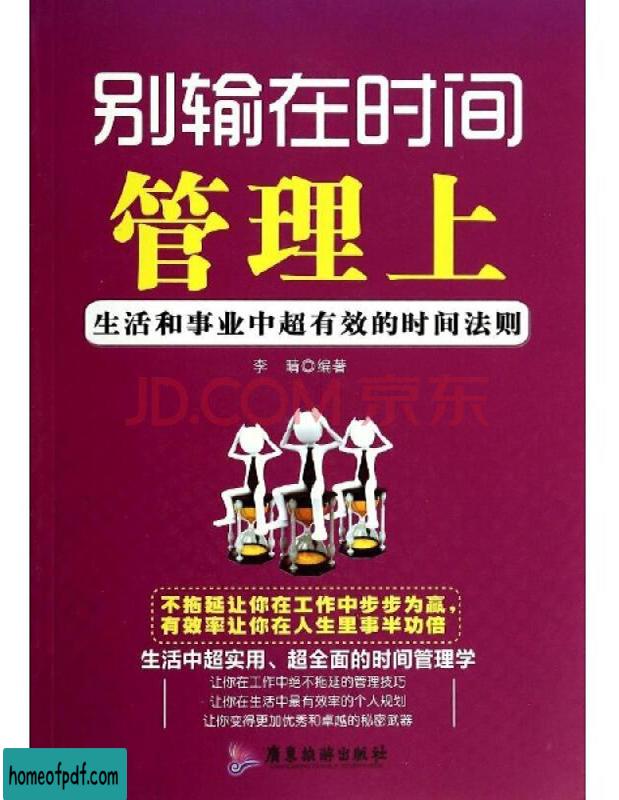 别输在时间
管理上
生活和事业中超有效的时间法则
李 晴◎编著
JD.COM 京东
不拖延让你在工作中步步为赢，
有效率让你在人生里事半功倍
生活中超实用、超全面的时间管理学
让你在工作中绝不拖延的管理技巧
让你在生活中最有效率的个人规划
让你变得更加优秀和卓越的秘密武器
广东旅游出版社
homeofpdf.com